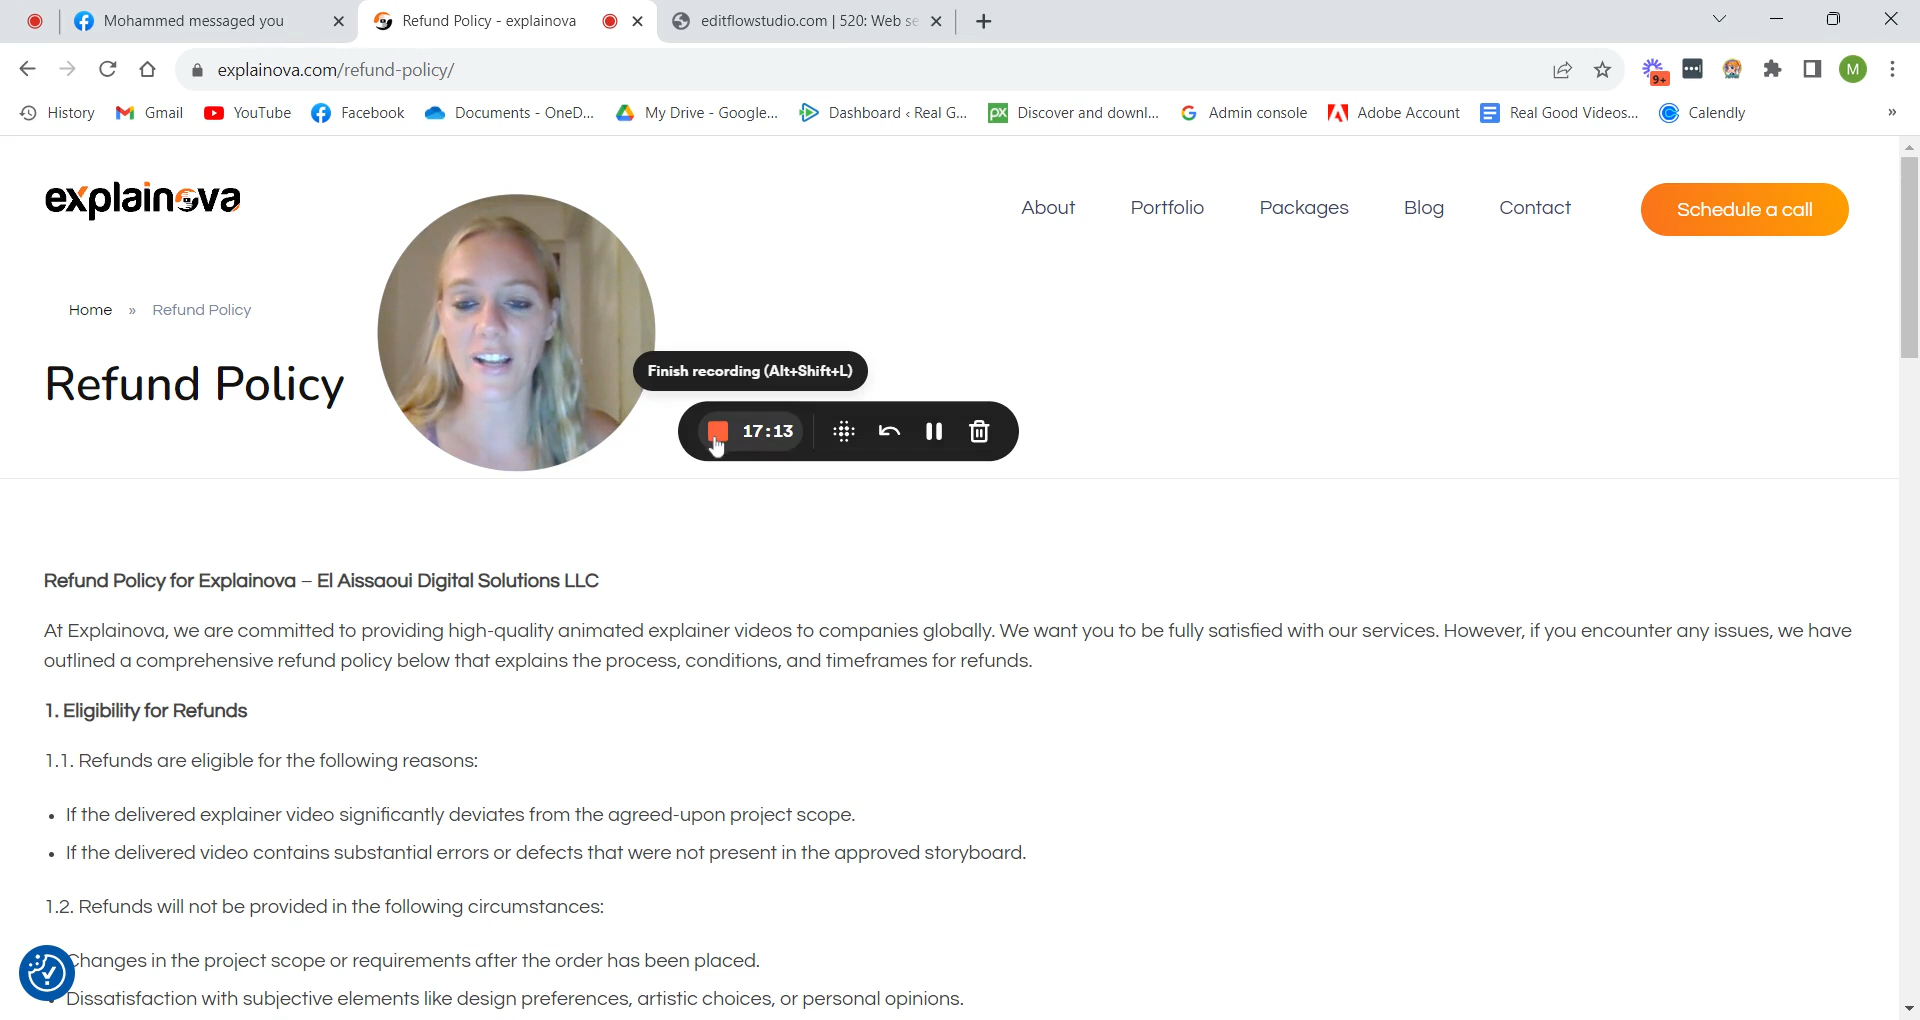 Mohammed messaged you
Refund Policy - explainova
editflowstudio.com | 520: Web se
explainova.com/refund-policy/
9+
M
History
Gmail
YouTube
Facebook
Documents - OneD...
My Drive - Google...
Dashboard ‹ Real G...
px
Discover and downl...
Admin console
Adobe Account
Real Good Videos...
Calendly
»
explainova
About
Portfolio
Packages
Blog
Contact
Schedule a call
Home » Refund Policy
Refund Policy
Finish recording (Alt+Shift+L)
17:13
Refund Policy for Explainova – El Aissaoui Digital Solutions LLC
At Explainova, we are committed to providing high-quality animated explainer videos to companies globally. We want you to be fully satisfied with our services. However, if you encounter any issues, we have
outlined a comprehensive refund policy below that explains the process, conditions, and timeframes for refunds.
1. Eligibility for Refunds
1.1. Refunds are eligible for the following reasons:
• If the delivered explainer video significantly deviates from the agreed-upon project scope.
• If the delivered video contains substantial errors or defects that were not present in the approved storyboard.
1.2. Refunds will not be provided in the following circumstances:
Changes in the project scope or requirements after the order has been placed.
Dissatisfaction with subjective elements like design preferences, artistic choices, or personal opinions.